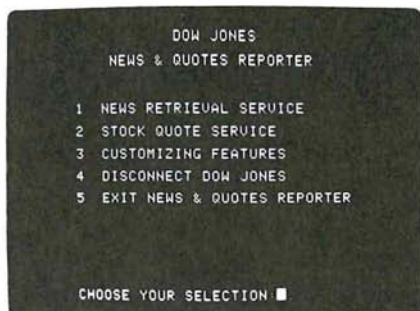 DOW JONES
NEWS & QUOTES REPORTER
1 NEWS RETRIEVAL SERVICE
2 STOCK QUOTE SERVICE
3 CUSTOMIZING FEATURES
4 DISCONNECT DOW JONES
5 EXIT NEWS & QUOTES REPORTER
CHOOSE YOUR SELECTION